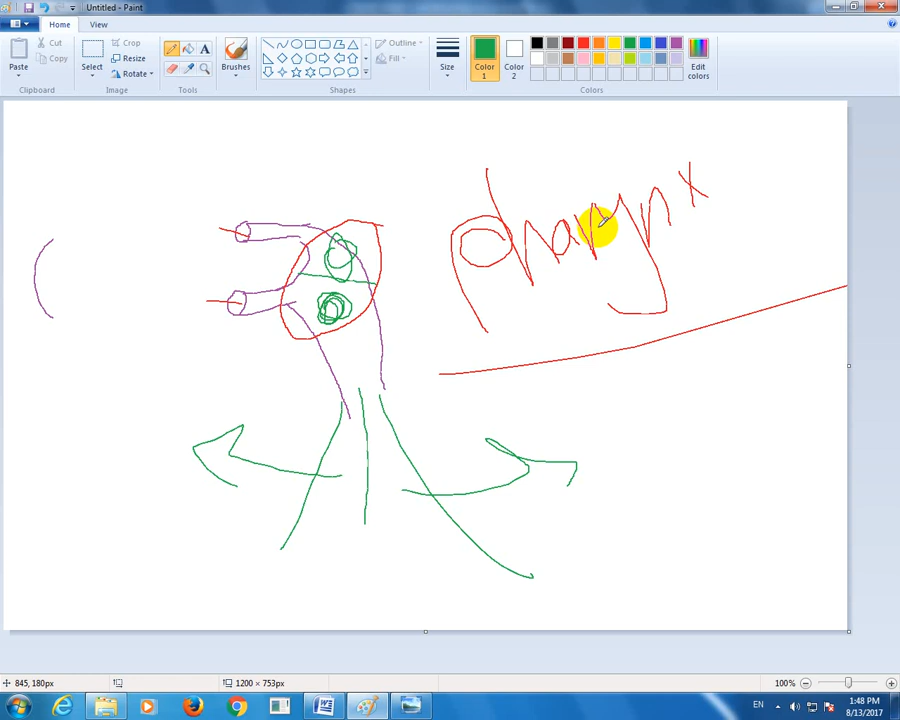 Untitled - Paint
Home View
Paste Cut Copy
Clipboard
Select Crop Resize Rotate
Image
A
Tools
Brushes
Outline Fill
Shapes
Size
Color 1
Color 2
Edit colors
Colors
pharynx
845, 180px
1200 × 753px
100%
EN
1:48 PM
8/13/2017